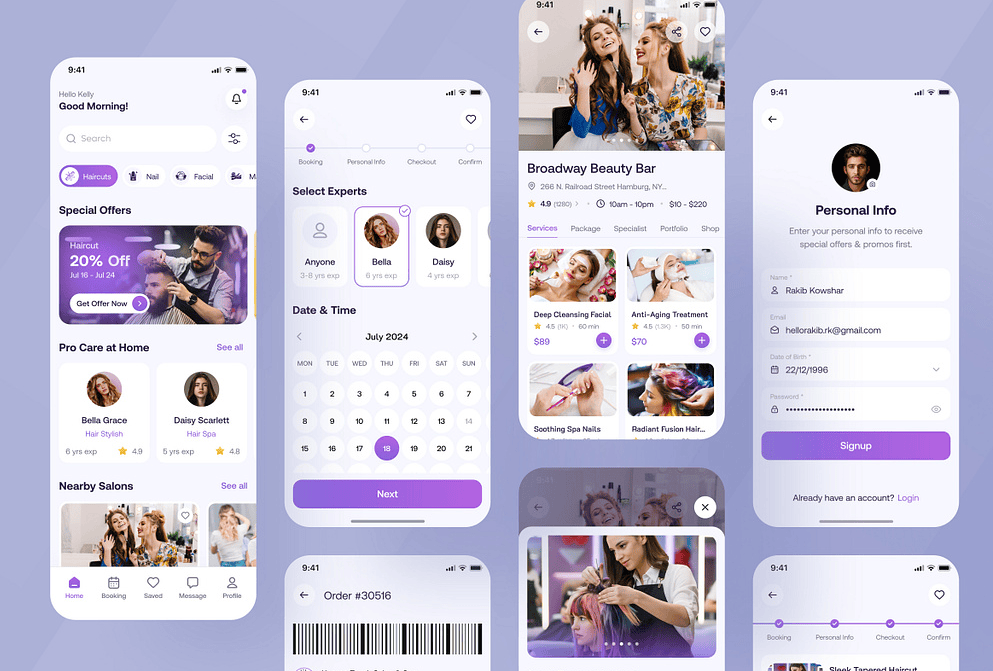 9:41
Hello Kelly
Good Morning!
Search
Haircuts
Nail
Facial
Special Offers
Haircut
20% Off
Jul 16 - Jul 24
Get Offer Now
Pro Care at Home
See all
Bella Grace
Hair Stylish
6 yrs exp
4.9
Daisy Scarlett
Hair Spa
5 yrs exp
4.8
Nearby Salons
See all
Home
Booking
Saved
Message
Profile
9:41
Booking
Personal Info
Checkout
Confirm
Select Experts
Anyone
3-8 yrs exp
Bella
6 yrs exp
Daisy
4 yrs exp
Date & Time
July 2024
MON TUE WED THU FRI SAT SUN
1 2 3 4 5 6 7
8 9 10 11 12 13 14
15 16 17 18 19 20 21
Next
9:41
Order #30516
9:41
Broadway Beauty Bar
266 N. Railroad Street Hamburg, NY...
4.9 (1280)
10am - 10pm
$10 - $220
Services Package Specialist Portfolio Shop
Deep Cleansing Facial
4.5 (1K) 60 min
$89
Anti-Aging Treatment
4.5 (1.3K) 50 min
$70
Soothing Spa Nails
Radiant Fusion Hair...
9:41
Personal Info
Enter your personal info to receive
special offers & promos first.
Name *
Rakib Kowshar
Email
hellorakib.rk@gmail.com
Date of Birth *
22/12/1996
Password *
Signup
Already have an account? Login
9:41
Booking
Personal Info
Checkout
Confirm
Sleek Tapered Haircut